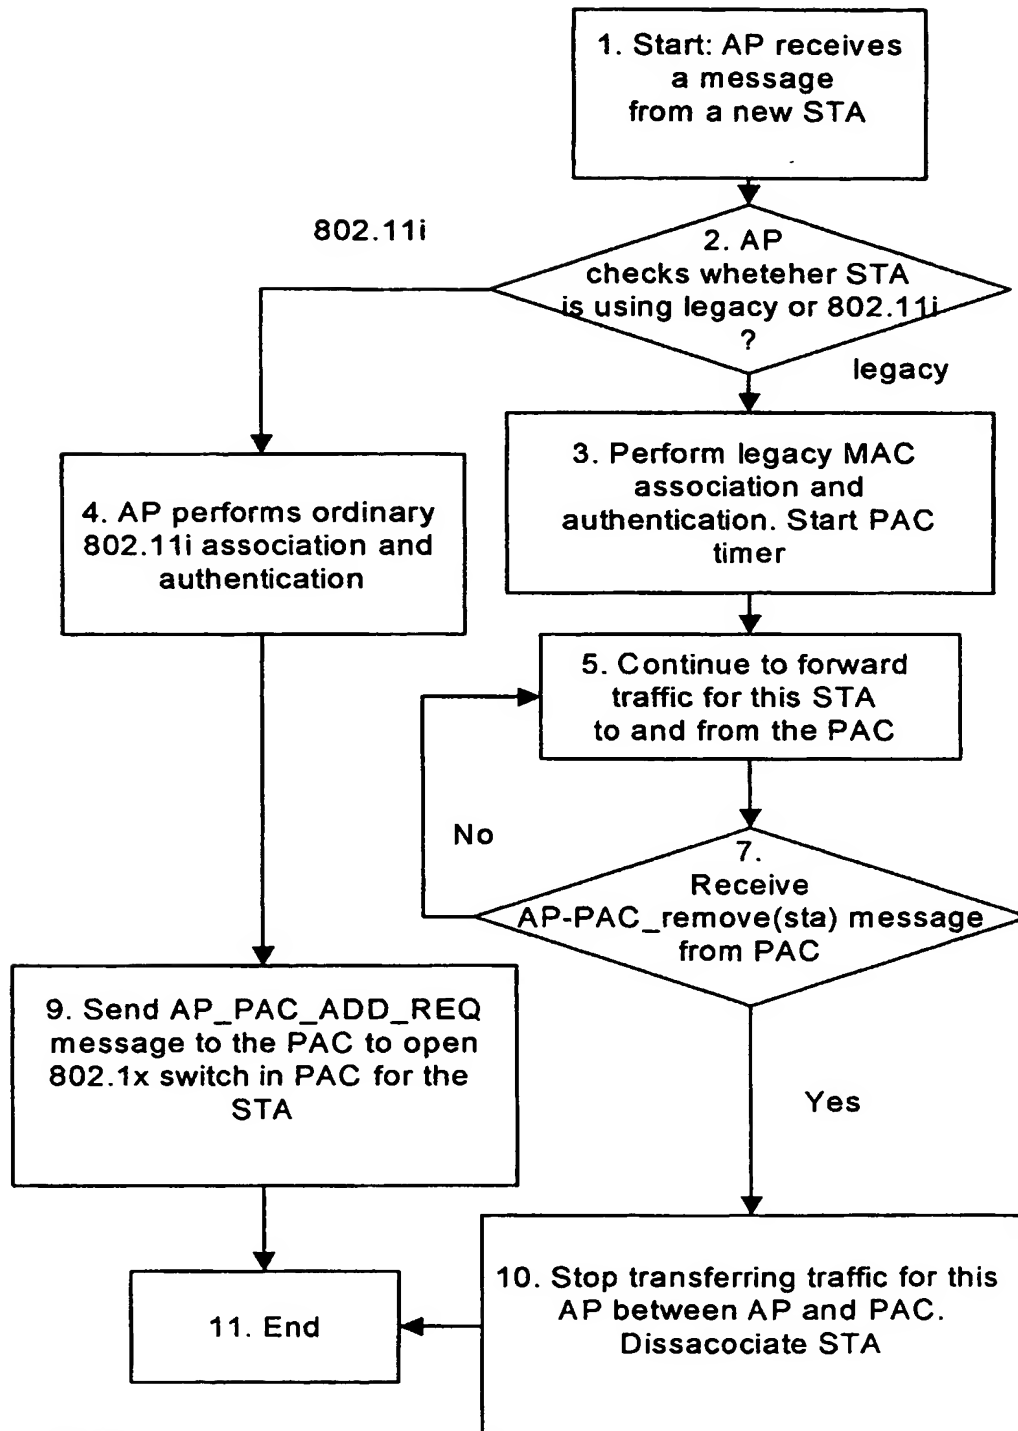 1. Start: AP receives
a message
from a new STA
802.11i
2. AP
checks wheteher STA
is using legacy or 802.11i
?
legacy
3. Perform legacy MAC
association and
authentication. Start PAC
timer
4. AP performs ordinary
802.11i association and
authentication
5. Continue to forward
traffic for this STA
to and from the PAC
No
7.
Receive
AP-PAC_remove(sta) message
from PAC
9. Send AP_PAC_ADD_REQ
message to the PAC to open
802.1x switch in PAC for the
STA
Yes
10. Stop transferring traffic for this
AP between AP and PAC.
Dissacociate STA
11. End